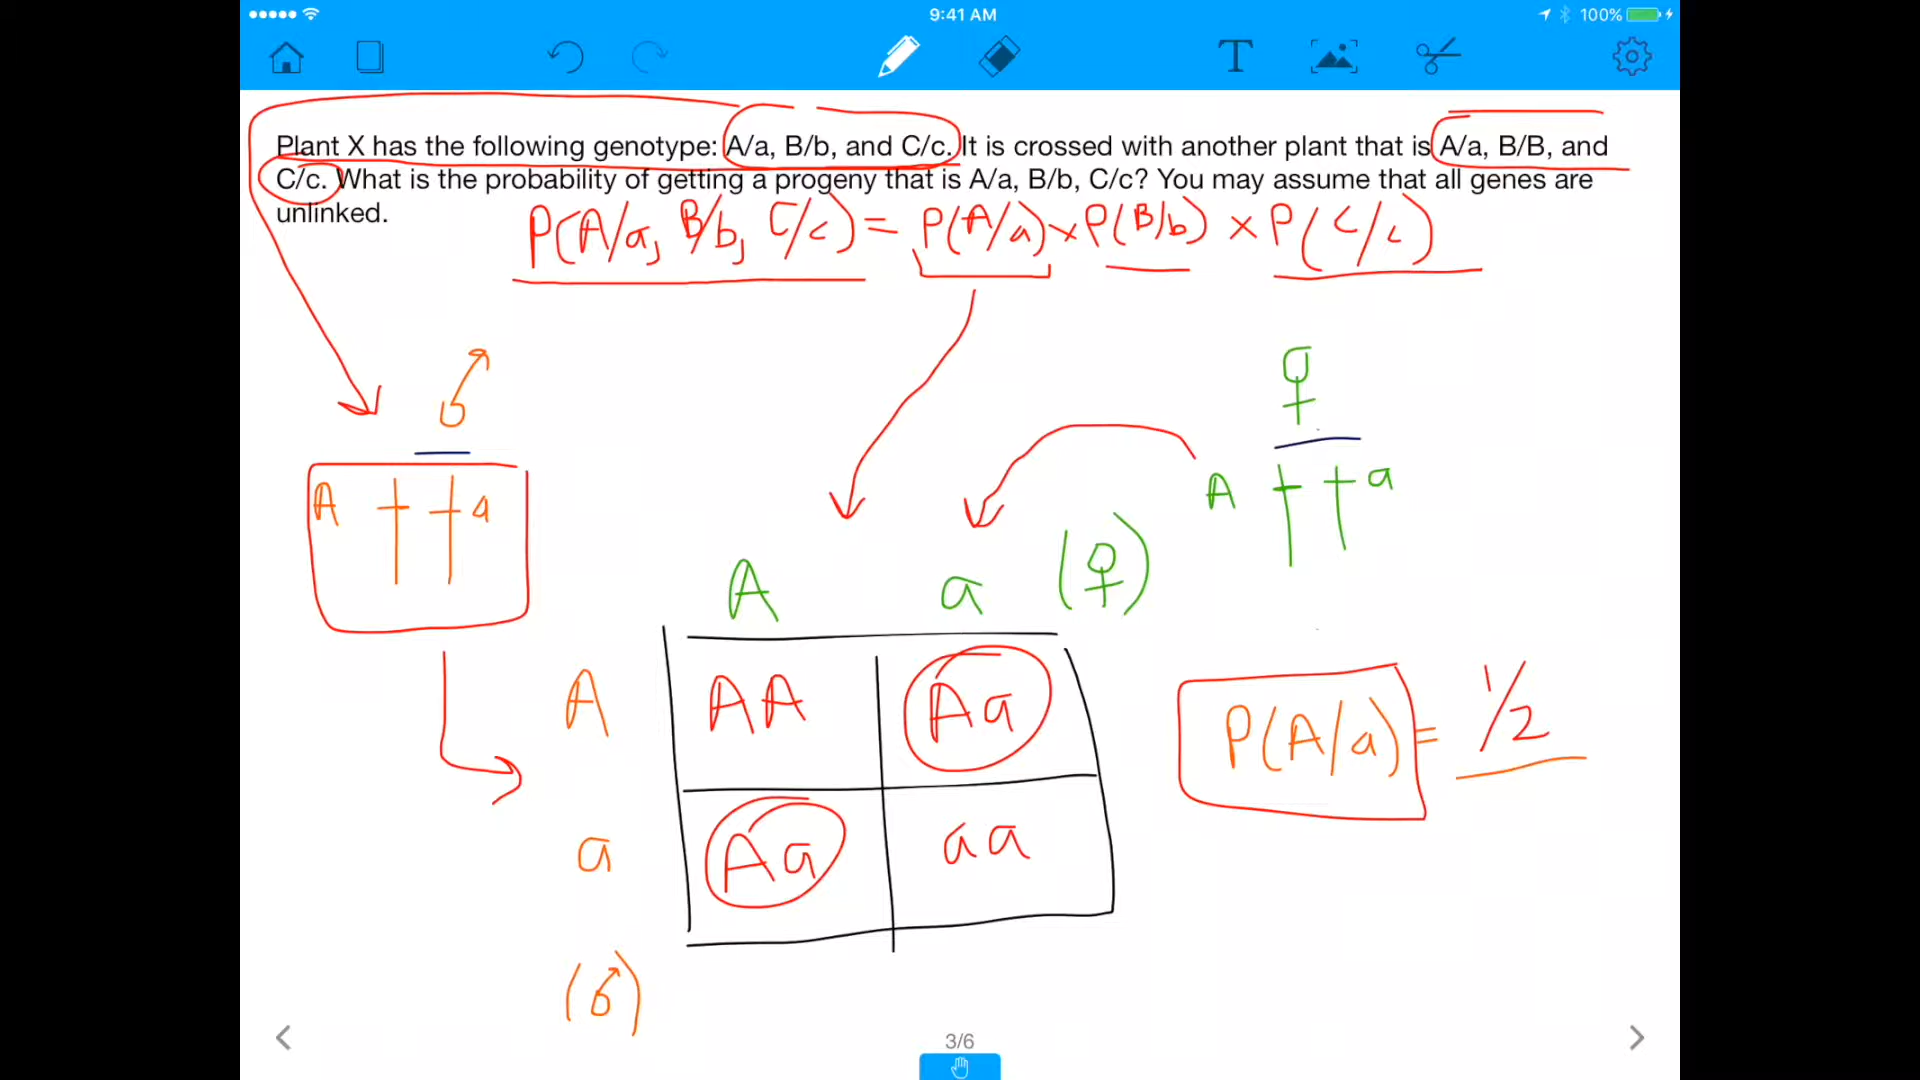 9:41 AM
100%
T
Plant X has the following genotype: A/a, B/b, and C/c. It is crossed with another plant that is A/a, B/B, and
C/c. What is the probability of getting a progeny that is A/a, B/b, C/c? You may assume that all genes are
unlinked.
P(A/a, B/b, C/c) = P(A/a) x P(B/b) x P(C/c)
♂
♀
A a
A a
A a (♀)
A AA Aa
P(A/a) = 1/2
a Aa aa
(♂)
3/6